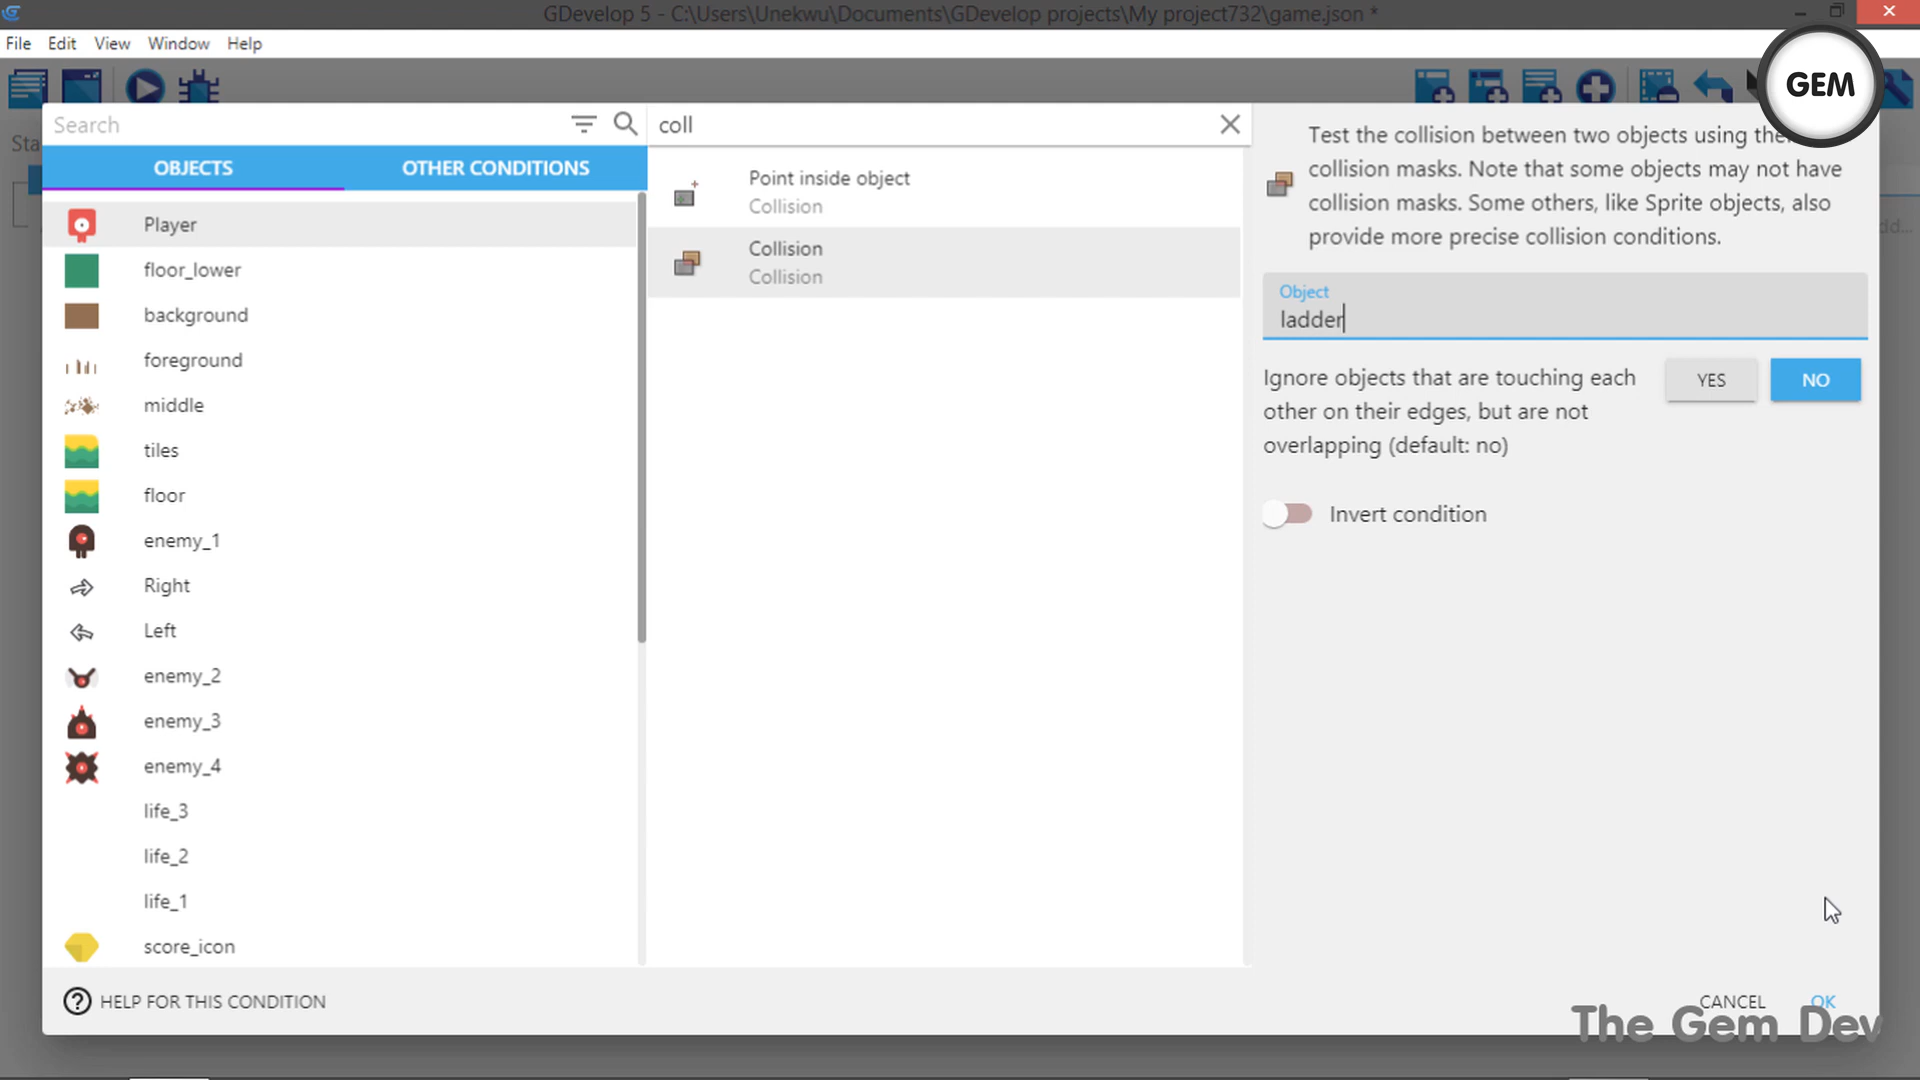 GDevelop 5 - C:\Users\Unekwu\Documents\GDevelop projects\My project732\game.json *
File Edit View Window Help
GEM
Sta
dd...
Search
coll
OBJECTS
OTHER CONDITIONS
Player
floor_lower
background
foreground
middle
tiles
floor
enemy_1
Right
Left
enemy_2
enemy_3
enemy_4
life_3
life_2
life_1
score_icon
Point inside object
Collision
Collision
Collision
Test the collision between two objects using
collision masks. Note that some objects may not have
collision masks. Some others, like Sprite objects, also
provide more precise collision conditions.
Object
ladder
Ignore objects that are touching each
other on their edges, but are not
overlapping (default: no)
YES
NO
Invert condition
HELP FOR THIS CONDITION
CANCEL
OK
The Gem Dev